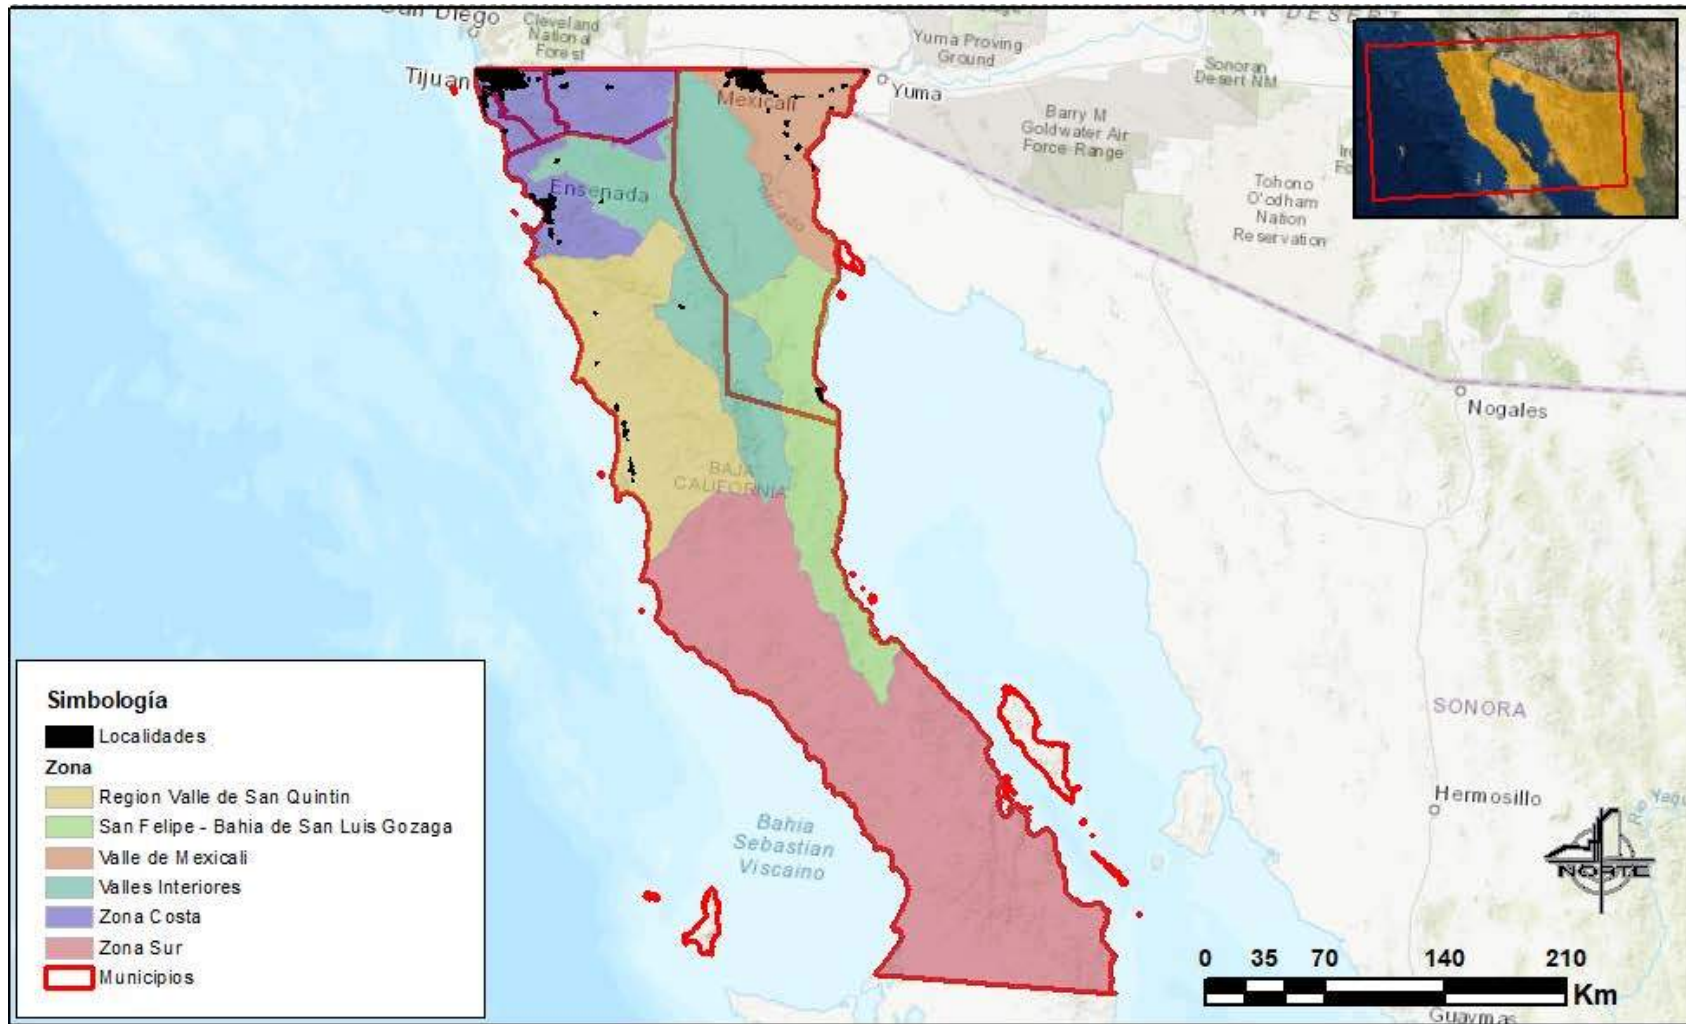 San Diego
Cleveland
National
Forest
Yuma Proving
Ground
Sonoran
Desert NM
Tijuan
Mexicali
Yuma
Barry M
Goldwater Air
Force Range
Tohono
O'odham
Nation
Reservation
Ensenada
Colorado
Nogales
BAJA
CALIFORNIA
SONORA
Hermosillo
Bahia
Sebastian
Viscaino
Guaymas
Simbología
Localidades
Zona
Region Valle de San Quintin
San Felipe - Bahia de San Luis Gozaga
Valle de Mexicali
Valles Interiores
Zona Costa
Zona Sur
Municipios
NORTE
0 35 70 140 210
Km